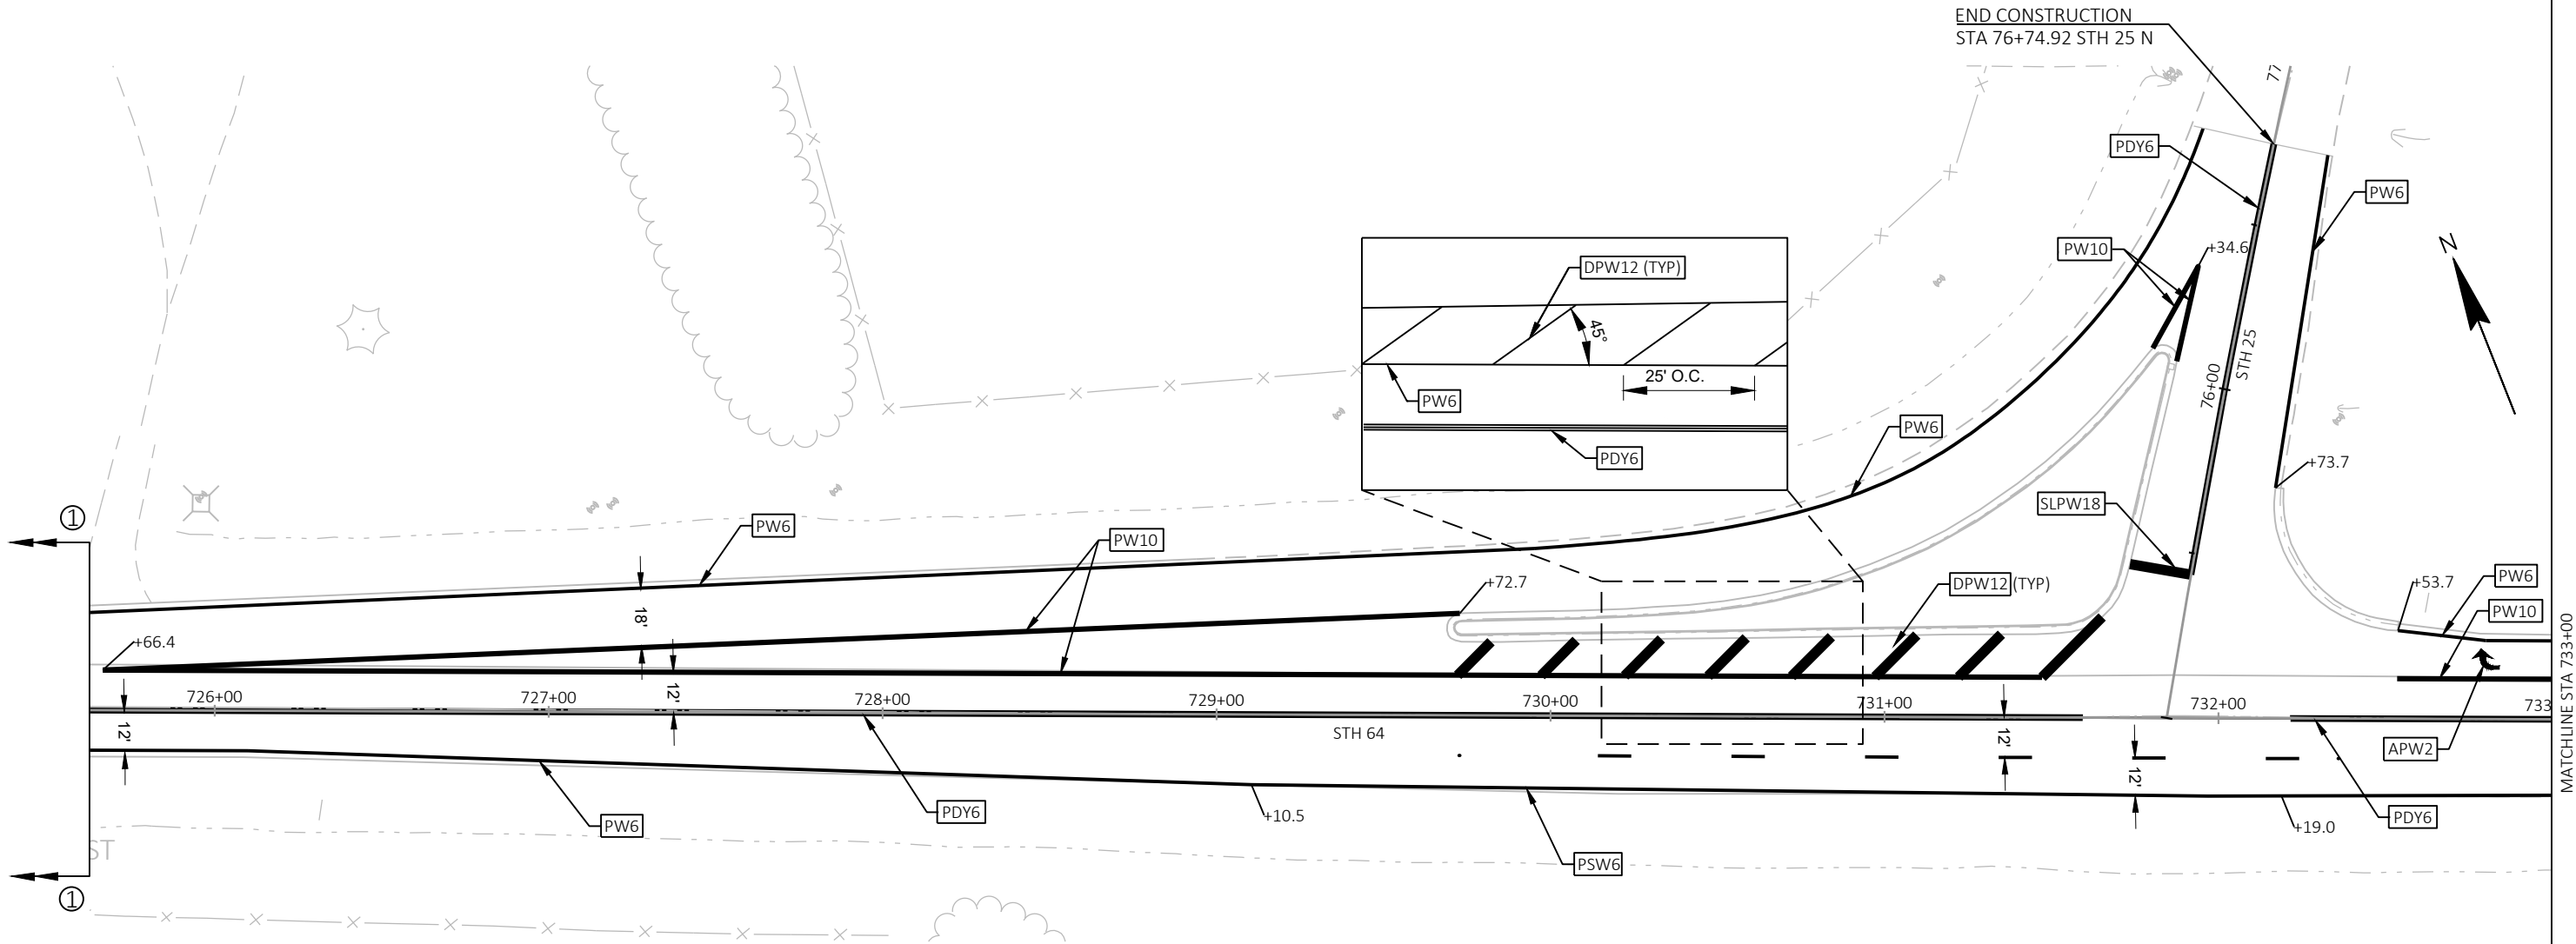 END CONSTRUCTION
STA 76+74.92 STH 25 N
77
PDY6
PW6
PW10
+34.6
N
DPW12 (TYP)
45°
25' O.C.
PW6
PDY6
STH 25
76+00
PW6
+73.7
SLPW18
1
PW6
PW10
+72.7
DPW12 (TYP)
+53.7
PW6
PW10
18'
+66.4
12'
726+00
727+00
728+00
729+00
730+00
731+00
732+00
733
12'
STH 64
12'
12'
APW2
MATCHLINE STA 733+00
PW6
PDY6
+10.5
PDY6
+19.0
ST
PSW6
1